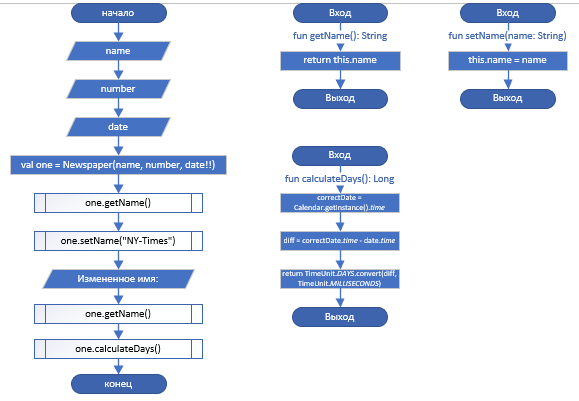 начало
name
number
date
val one = Newspaper(name, number, date!!)
one.getName()
one.setName("NY-Times")
Измененное имя:
one.getName()
one.calculateDays()
конец
Вход
fun getName(): String
return this.name
Выход
Вход
fun setName(name: String)
this.name = name
Выход
Вход
fun calculateDays(): Long
correctDate =
Calendar.getInstance().time
diff = correctDate.time - date.time
return TimeUnit.DAYS.convert(diff,
TimeUnit.MILLISECONDS)
Выход